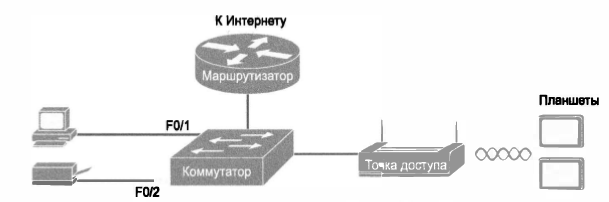 К Интернету
Маршрутизатор
Планшеты
F0/1
Коммутатор
Точка доступа
F0/2